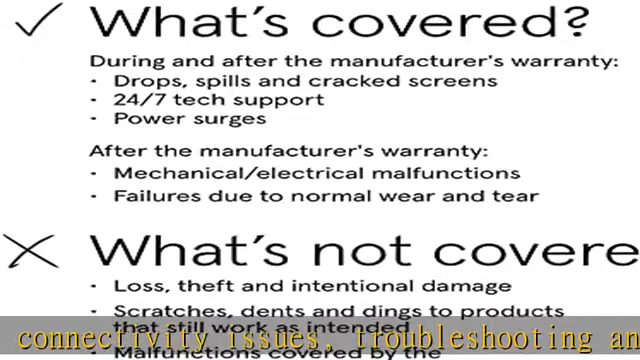 What's covered?
During and after the manufacturer's warranty:
• Drops, spills and cracked screens
• 24/7 tech support
• Power surges
After the manufacturer's warranty:
• Mechanical/electrical malfunctions
• Failures due to normal wear and tear
What's not covere
• Loss, theft and intentional damage
• Scratches, dents and dings to products
that still work as intended
connectivity issues, troubleshooting an
• Malfunctions covered by the